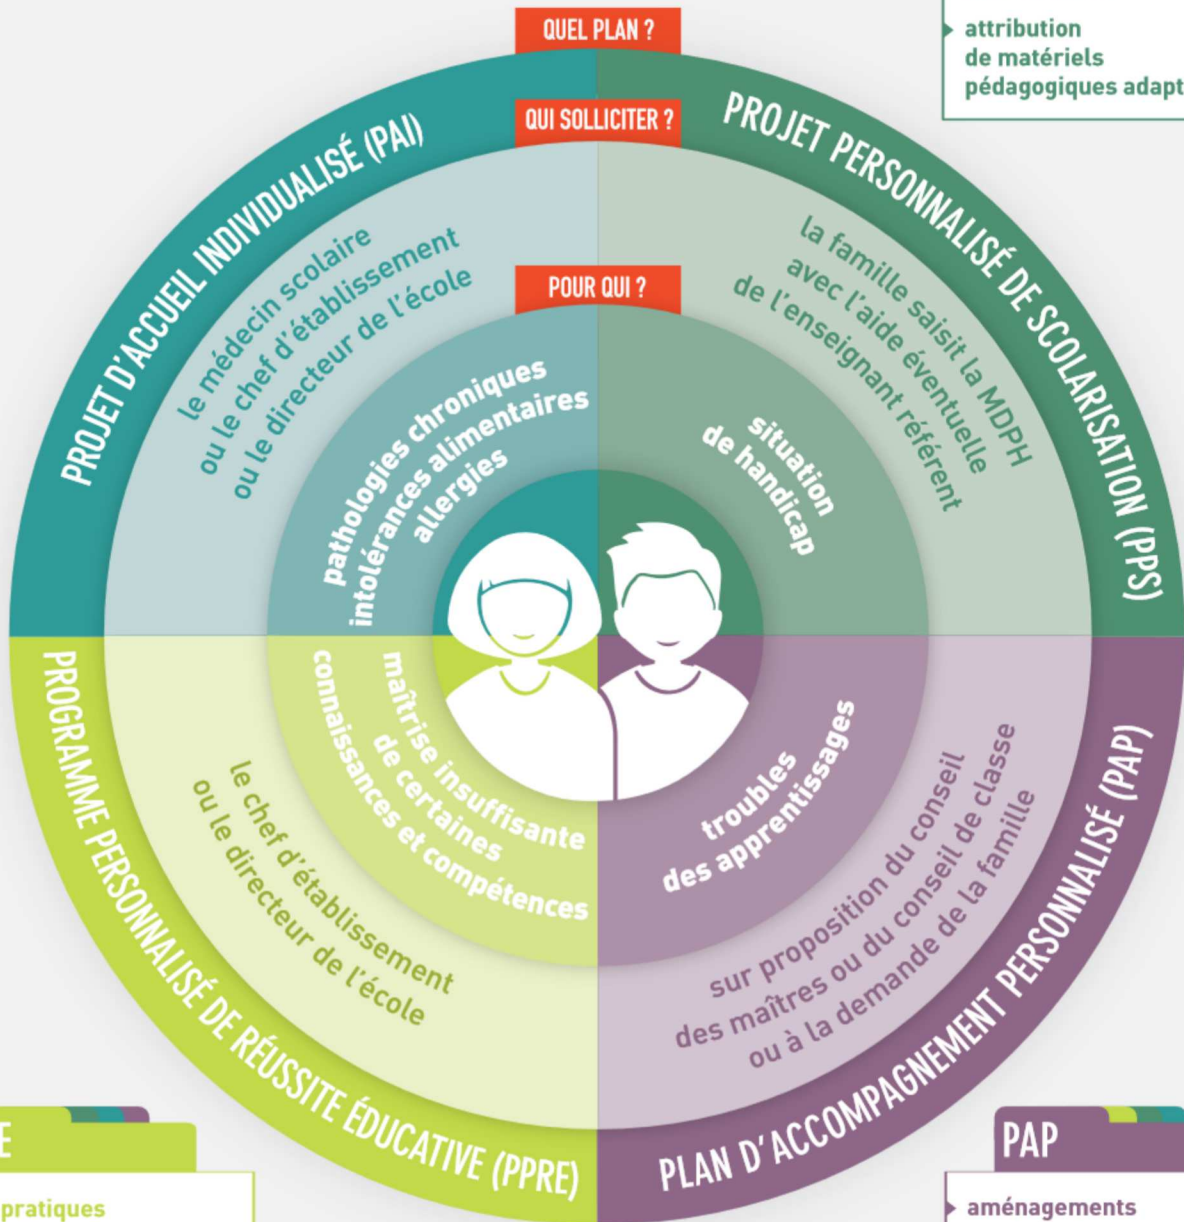 QUEL PLAN ?
attribution
de matériels
pédagogiques adapt
QUI SOLLICITER ?
POUR QUI ?
PROJET D'ACCUEIL INDIVIDUALISÉ (PAI)
le médecin scolaire
ou le chef d'établissement
ou le directeur de l'école
pathologies chroniques
intolérances alimentaires
allergies
PROJET PERSONNALISÉ DE SCOLARISATION (PPS)
la famille saisit la MDPH
avec l'aide éventuelle
de l'enseignant référent
situation
de handicap
PROGRAMME PERSONNALISÉ DE RÉUSSITE ÉDUCATIVE (PPRE)
le chef d'établissement
ou le directeur de l'école
maîtrise insuffisante
de certaines
connaissances et compétences
PLAN D'ACCOMPAGNEMENT PERSONNALISÉ (PAP)
sur proposition du conseil
des maîtres ou du conseil de classe
ou à la demande de la famille
troubles
des apprentissages
E
pratiques
PAP
aménagements